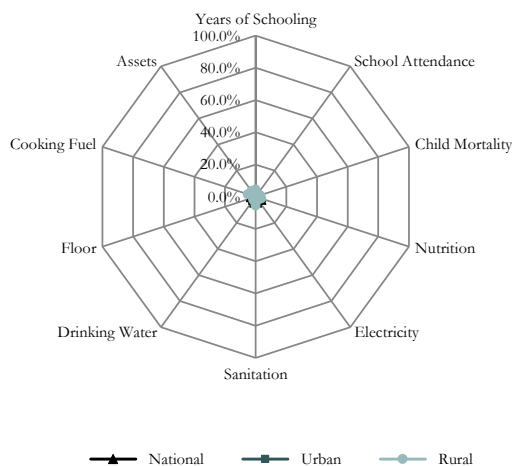 Years of Schooling
100.0%
Assets
School Attendance
80.0%
60.0%
40.0%
Cooking Fuel
Child Mortality
20.0%
0.0%
Floor
Nutrition
Drinking Water
Electricity
Sanitation
National
Urban
Rural